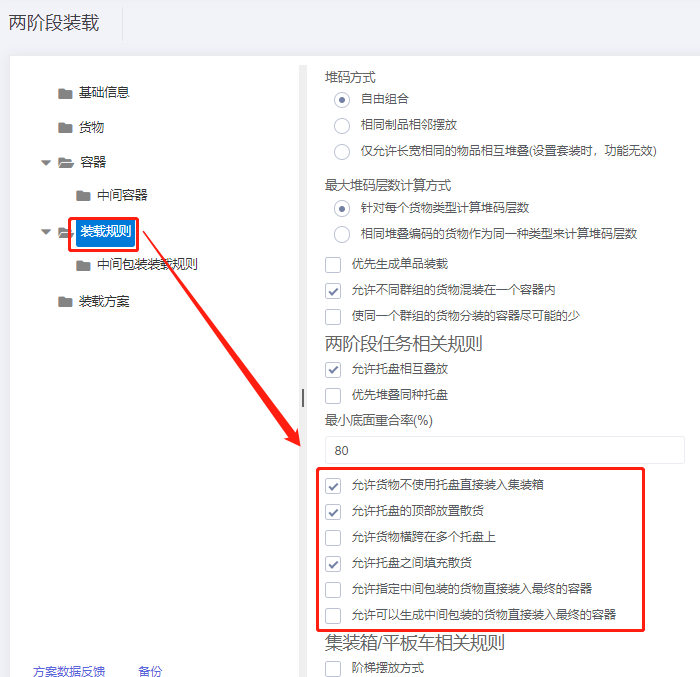 两阶段装载
基础信息
货物
容器
中间容器
装载规则
中间包装装载规则
装载方案
方案数据反馈
备份
堆码方式
自由组合
相同制品相邻摆放
仅允许长宽相同的物品相互堆叠(设置套装时，功能无效)
最大堆码层数计算方式
针对每个货物类型计算堆码层数
相同堆叠编码的货物作为同一种类型来计算堆码层数
优先生成单品装载
允许不同群组的货物混装在一个容器内
使同一个群组的货物分装的容器尽可能的少
两阶段任务相关规则
允许托盘相互叠放
优先堆叠同种托盘
最小底面重合率(%)
80
允许货物不使用托盘直接装入集装箱
允许托盘的顶部放置散货
允许货物横跨在多个托盘上
允许托盘之间填充散货
允许指定中间包装的货物直接装入最终的容器
允许可以生成中间包装的货物直接装入最终的容器
集装箱/平板车相关规则
阶梯摆放方式